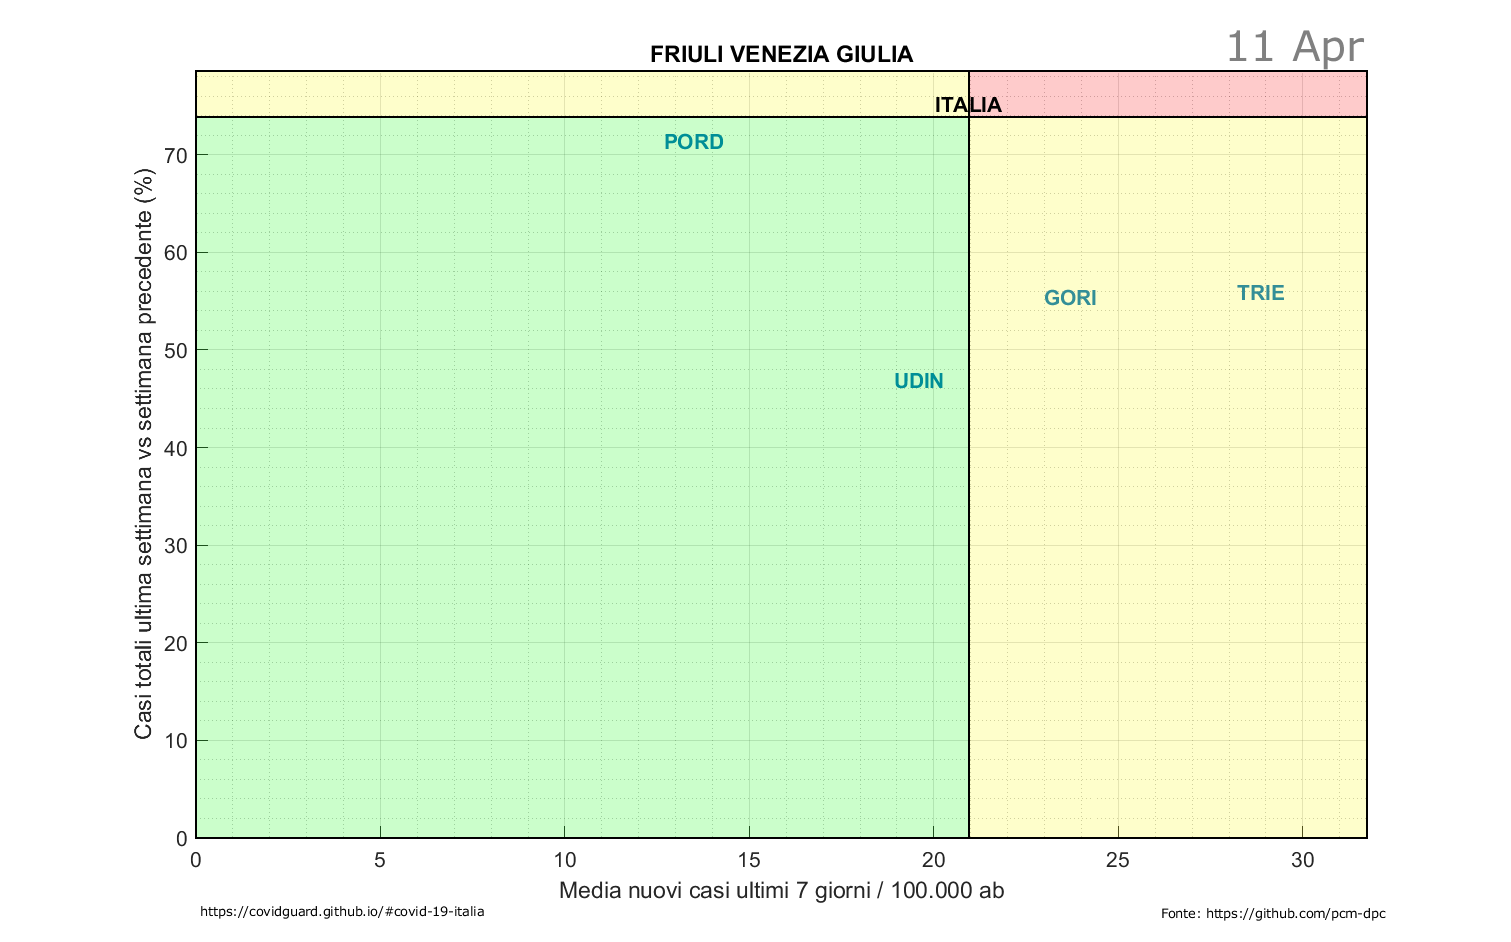 11 Apr
FRIULI VENEZIA GIULIA
ITALIA
PORD
GORI
TRIE
UDIN
Casi totali ultima settimana vs settimana precedente (%)
70
60
50
40
30
20
10
0
0 5 10 15 20 25 30
Media nuovi casi ultimi 7 giorni / 100.000 ab
https://covidguard.github.io/#covid-19-italia
Fonte: https://github.com/pcm-dpc